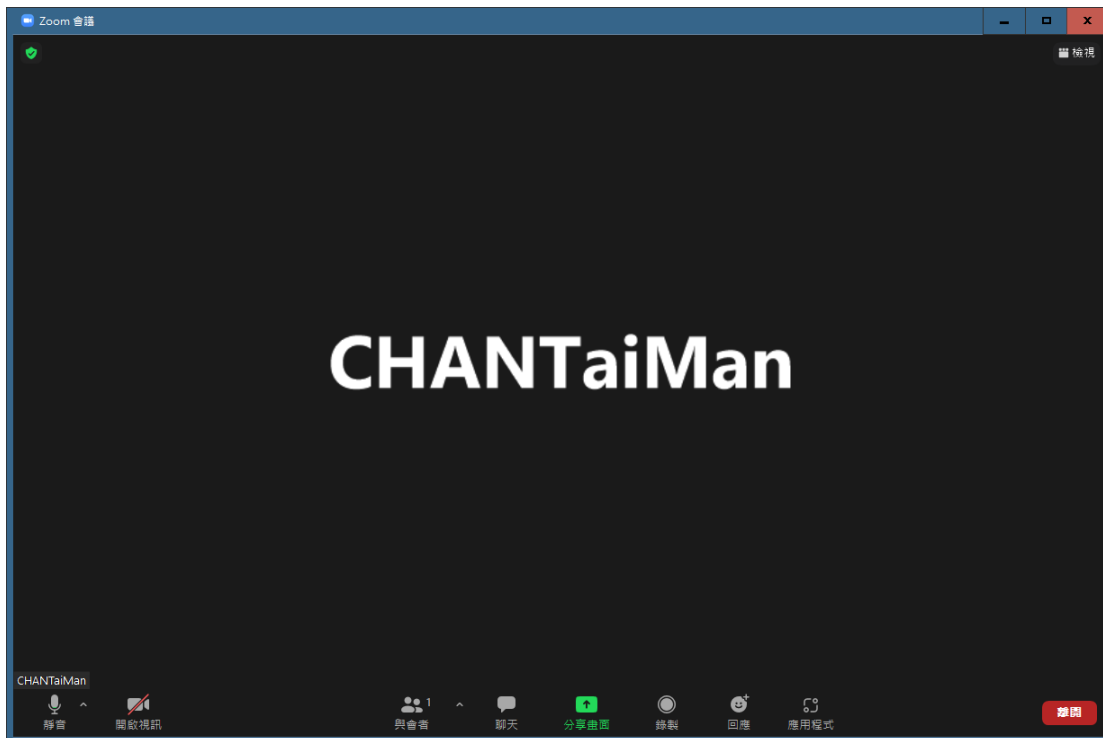 Zoom 會議
檢視
CHANTaiMan
CHANTaiMan
靜音
開啟視訊
1
與會者
聊天
分享畫面
錄製
回應
應用程式
離開